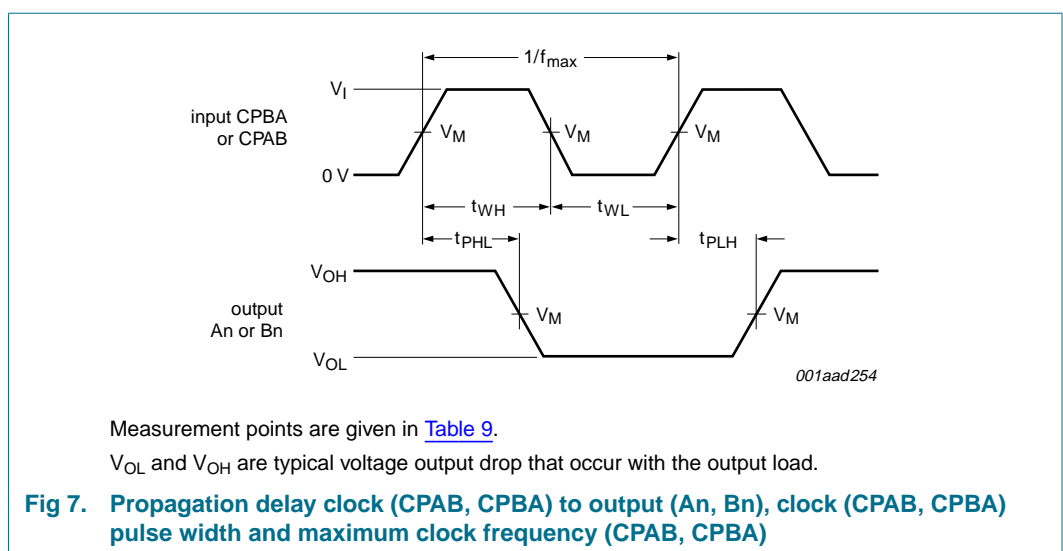 1/fmax
VI
input CPBA
or CPAB
VM
VM
VM
0 V
tWH
tWL
tPHL
tPLH
VOH
output
An or Bn
VM
VM
VOL
001aad254
Measurement points are given in Table 9.
VOL and VOH are typical voltage output drop that occur with the output load.
Fig 7. Propagation delay clock (CPAB, CPBA) to output (An, Bn), clock (CPAB, CPBA)
pulse width and maximum clock frequency (CPAB, CPBA)